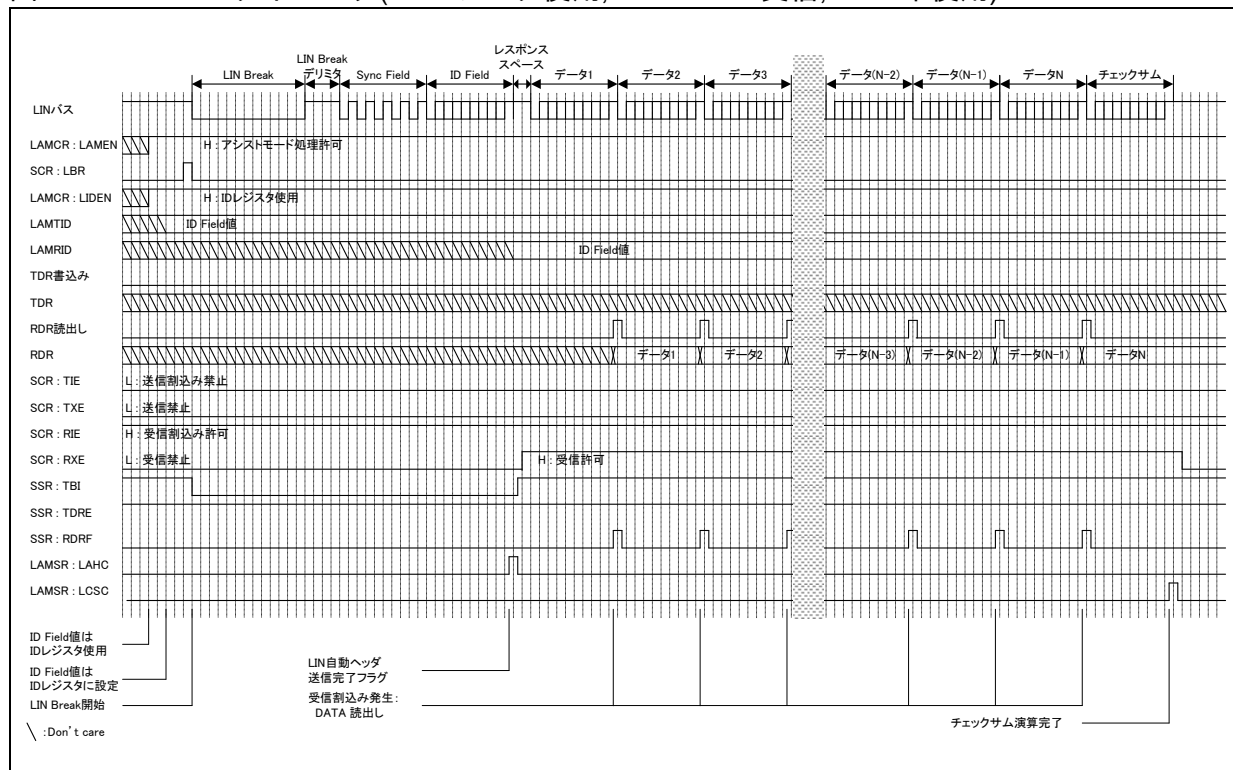 LIN Break
LIN Break
デリミタ
Sync Field
ID Field
レスポンス
スペース
データ1
データ2
データ3
データ(N-2)
データ(N-1)
データN
チェックサム
LINバス
LAMCR : LAMEN
H : アシストモード処理許可
SCR : LBR
LAMCR : LIDEN
H : IDレジスタ使用
LAMTID
ID Field値
LAMRID
ID Field値
TDR書込み
TDR
RDR読出し
RDR
データ1
データ2
データ(N-3)
データ(N-2)
データ(N-1)
データN
SCR : TIE
L : 送信割込み禁止
SCR : TXE
L : 送信禁止
SCR : RIE
H : 受信割込み許可
SCR : RXE
L : 受信禁止
H : 受信許可
SSR : TBI
SSR : TDRE
SSR : RDRF
LAMSR : LAHC
LAMSR : LCSC
ID Field値は
IDレジスタ使用
ID Field値は
IDレジスタに設定
LIN Break開始
LIN自動ヘッダ
送信完了フラグ
受信割込み発生:
DATA 読出し
チェックサム演算完了
\ :Don't care